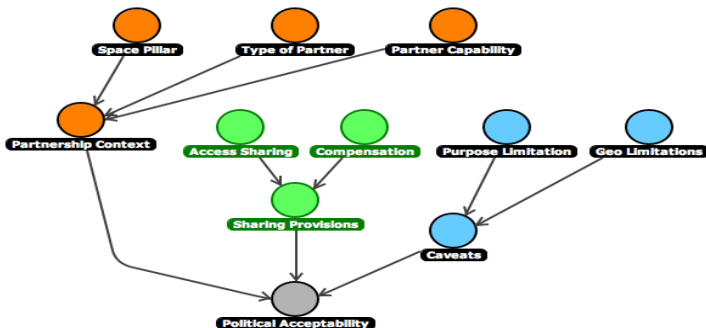 Space Pillar
Type of Partner
Partner Capability
Partnership Context
Access Sharing
Compensation
Purpose Limitation
Geo Limitations
Sharing Provisions
Caveats
Political Acceptability